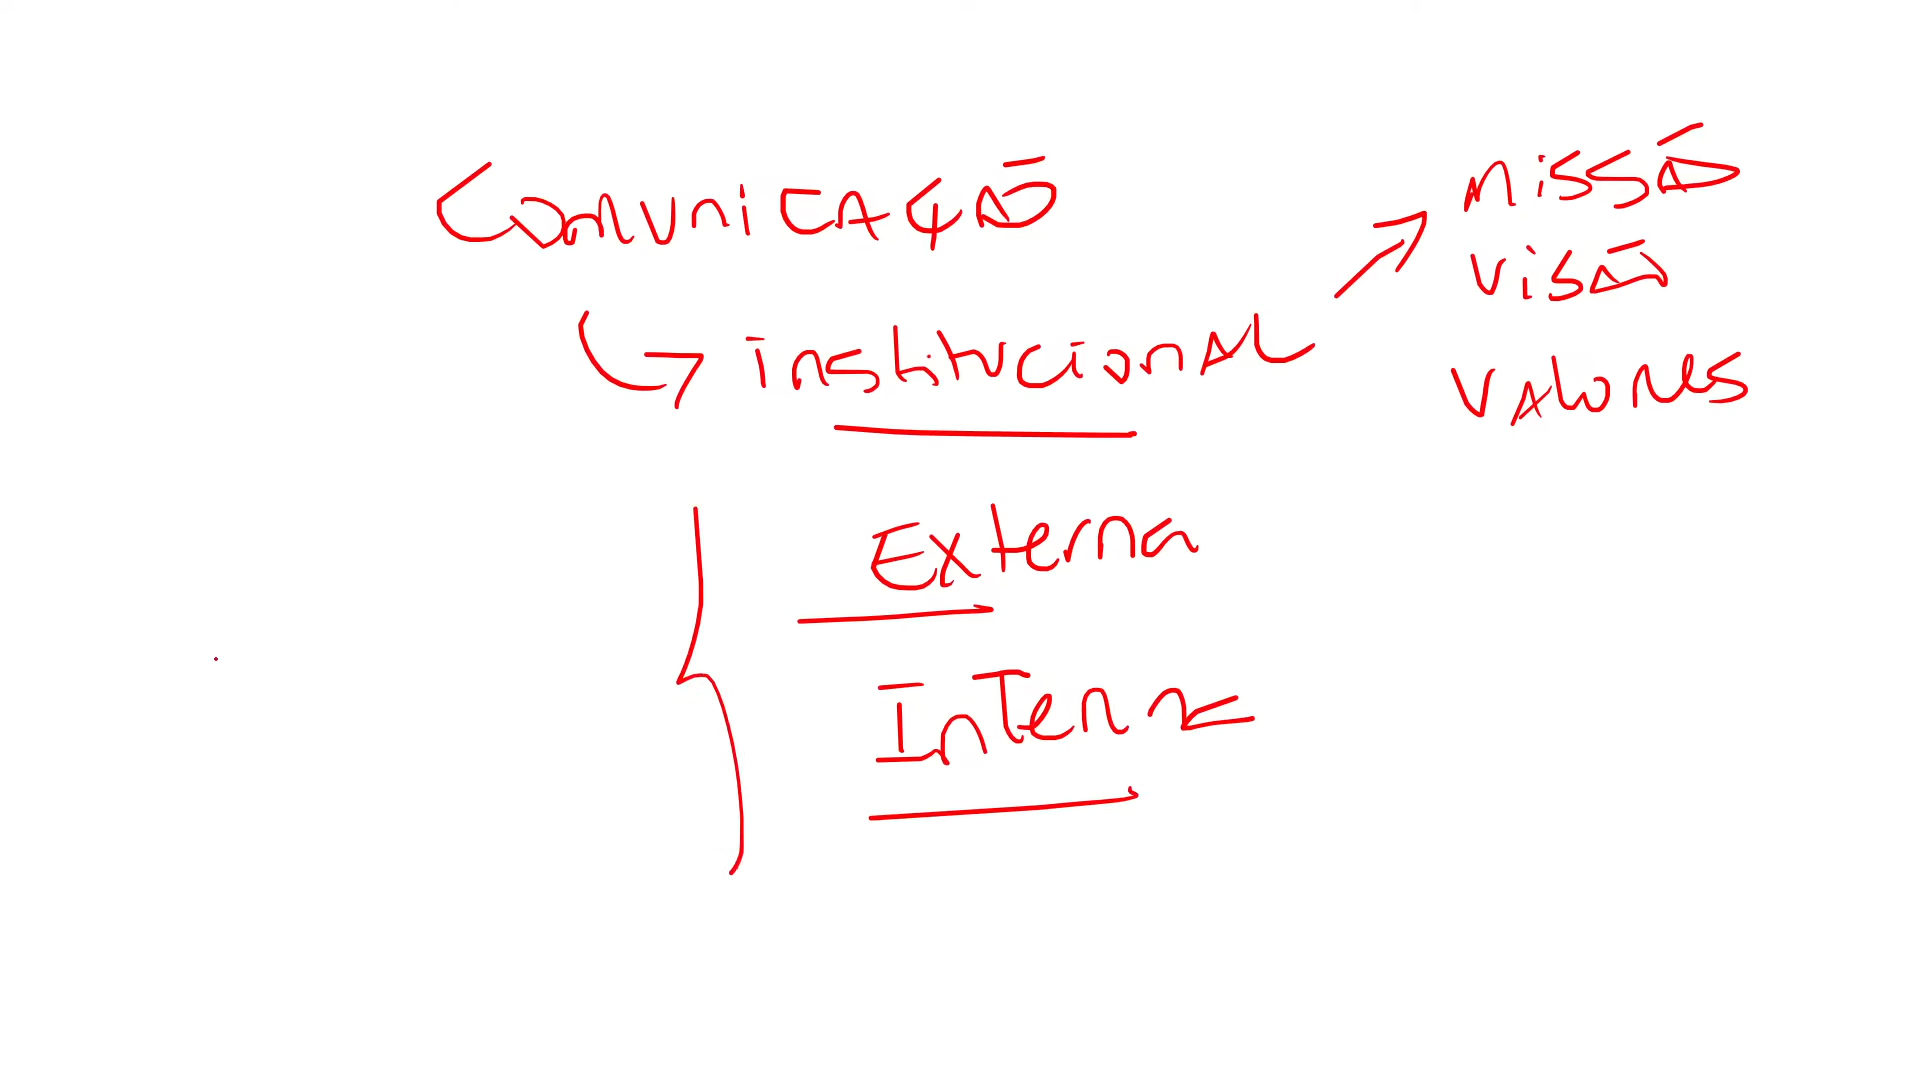 Comunicação
institucional
missão
visão
valores
Externa
Interna